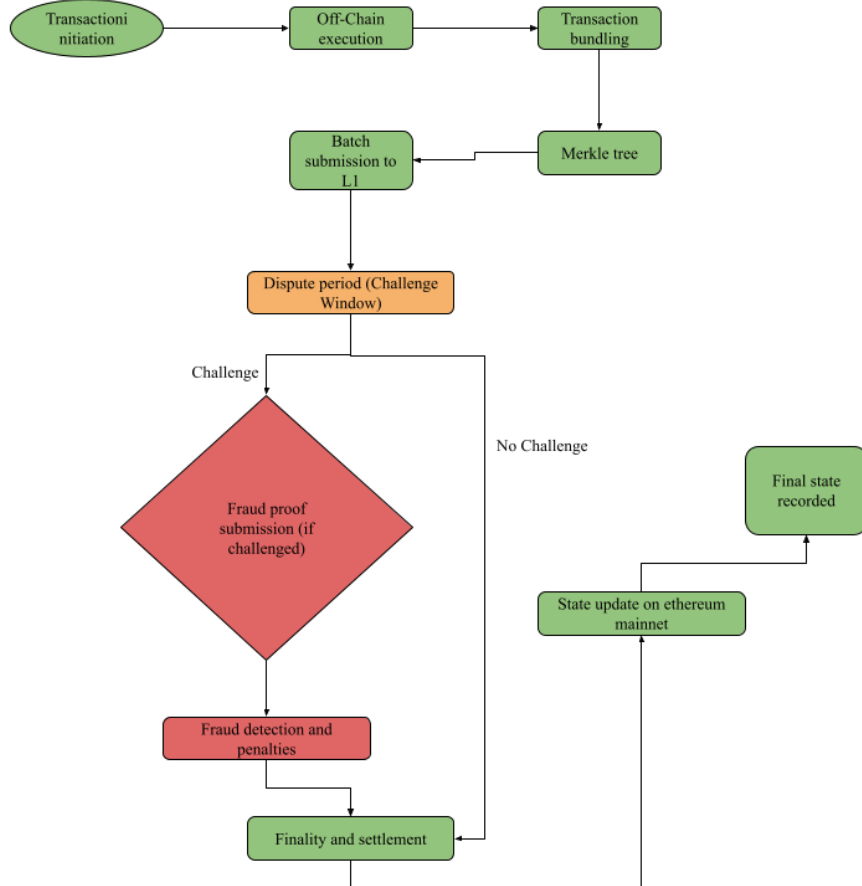 Transactioni
nitiation
Off-Chain
execution
Transaction
bundling
Batch
submission to
L1
Merkle tree
Dispute period (Challenge
Window)
Challenge
No Challenge
Fraud proof
submission (if
challenged)
Final state
recorded
State update on ethereum
mainnet
Fraud detection and
penalties
Finality and settlement